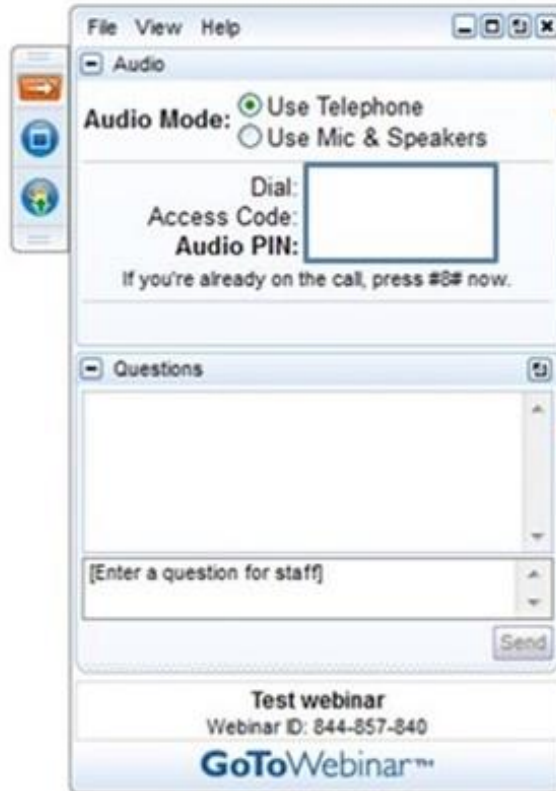 File View Help
Audio
Audio Mode: Use Telephone
Use Mic & Speakers
Dial:
Access Code:
Audio PIN:
If you're already on the call, press #8# now.
Questions
[Enter a question for staff]
Send
Test webinar
Webinar ID: 844-857-840
GoToWebinar™